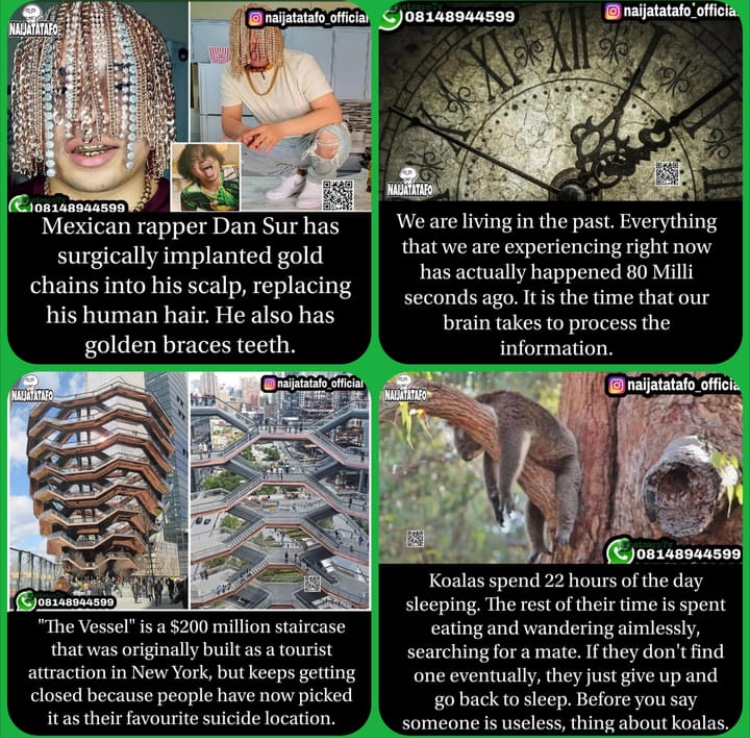 NAIJATATAFO
naijatatafo_official
08148944599
Mexican rapper Dan Sur has
surgically implanted gold
chains into his scalp, replacing
his human hair. He also has
golden braces teeth.
08148944599
naijatatafo_officia
XI
XII
I
NAIJATATAFO
We are living in the past. Everything
that we are experiencing right now
has actually happened 80 Milli
seconds ago. It is the time that our
brain takes to process the
information.
NAIJATATAFO
naijatatafo_official
08148944599
"The Vessel" is a $200 million staircase
that was originally built as a tourist
attraction in New York, but keeps getting
closed because people have now picked
it as their favourite suicide location.
NAIJATATAFO
naijatatafo_officia
08148944599
Koalas spend 22 hours of the day
sleeping. The rest of their time is spent
eating and wandering aimlessly,
searching for a mate. If they don't find
one eventually, they just give up and
go back to sleep. Before you say
someone is useless, thing about koalas.